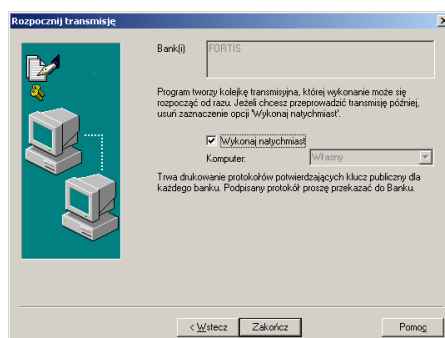 Rozpocznij transmisję
Bank(i)
FORTIS
Program tworzy kolejkę transmisyjna, której wykonanie może się
rozpocząć od razu. Jeżeli chcesz przeprowadzić transmisję później,
usuń zaznaczenie opcji 'Wykonaj natychmiast'.
Wykonaj natychmiast
Komputer:
Własny
Trwa drukowanie protokołów potwierdzających klucz publiczny dla
każdego banku. Podpisany protokół proszę przekazać do Banku.
< Wstecz
Zakończ
Pomoc